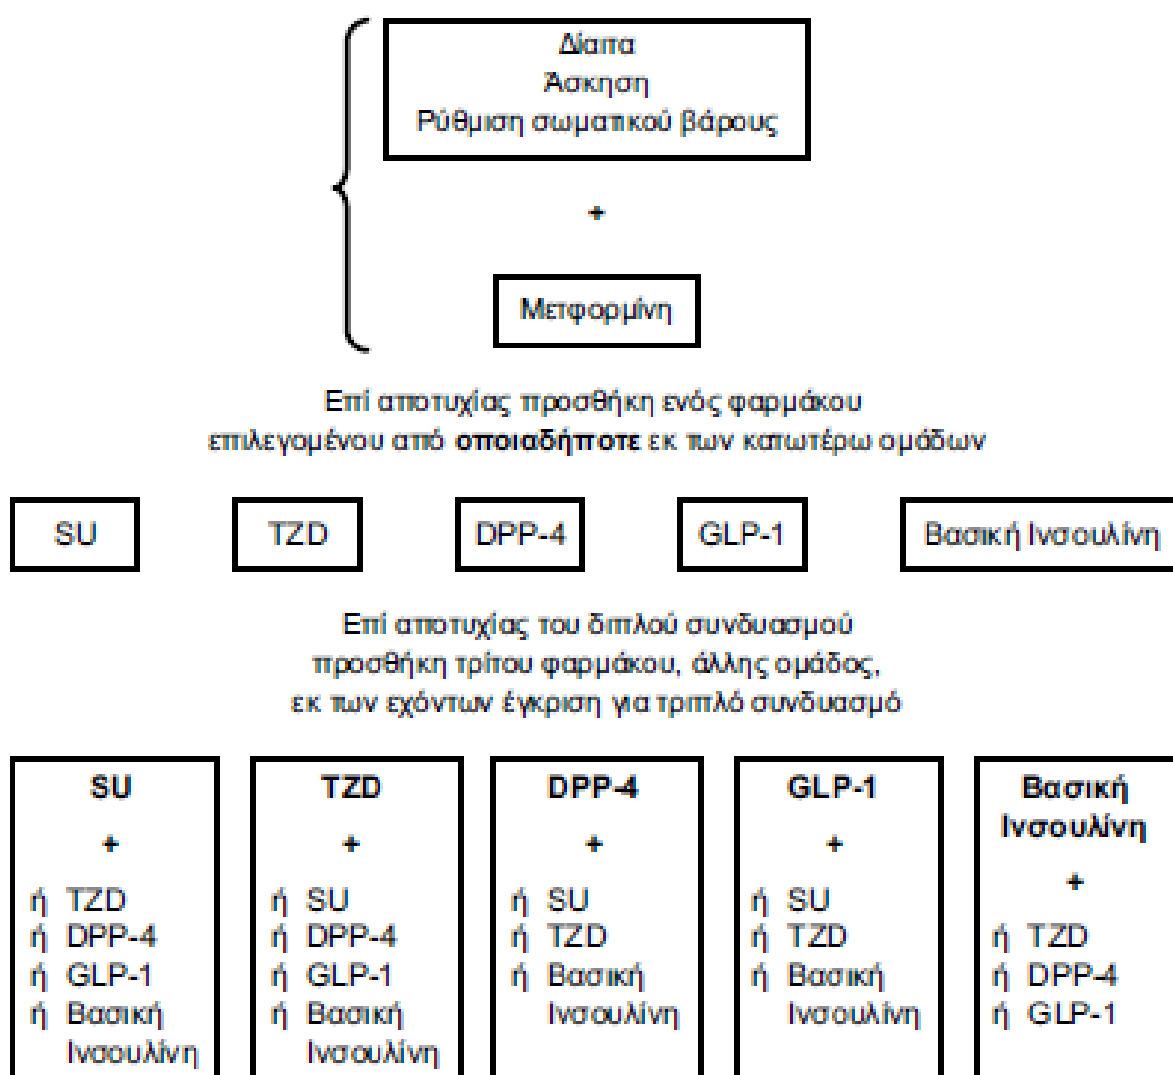 Δίαιτα
Άσκηση
Ρύθμιση σωματικού βάρους
+
Μετφορμίνη
Επί αποτυχίας προσθήκη ενός φαρμάκου
επιλεγομένου από οποιαδήποτε εκ των κατωτέρω ομάδων
SU
TZD
DPP-4
GLP-1
Βασική Ινσουλίνη
Επί αποτυχίας του διπλού συνδυασμού
προσθήκη τρίτου φαρμάκου, άλλης ομάδος,
εκ των εχόντων έγκριση για τριπλό συνδυασμό
SU
+
ή TZD
ή DPP-4
ή GLP-1
ή Βασική
Ινσουλίνη
TZD
+
ή SU
ή DPP-4
ή GLP-1
ή Βασική
Ινσουλίνη
DPP-4
+
ή SU
ή TZD
ή Βασική
Ινσουλίνη
GLP-1
+
ή SU
ή TZD
ή Βασική
Ινσουλίνη
Βασική
Ινσουλίνη
+
ή TZD
ή DPP-4
ή GLP-1